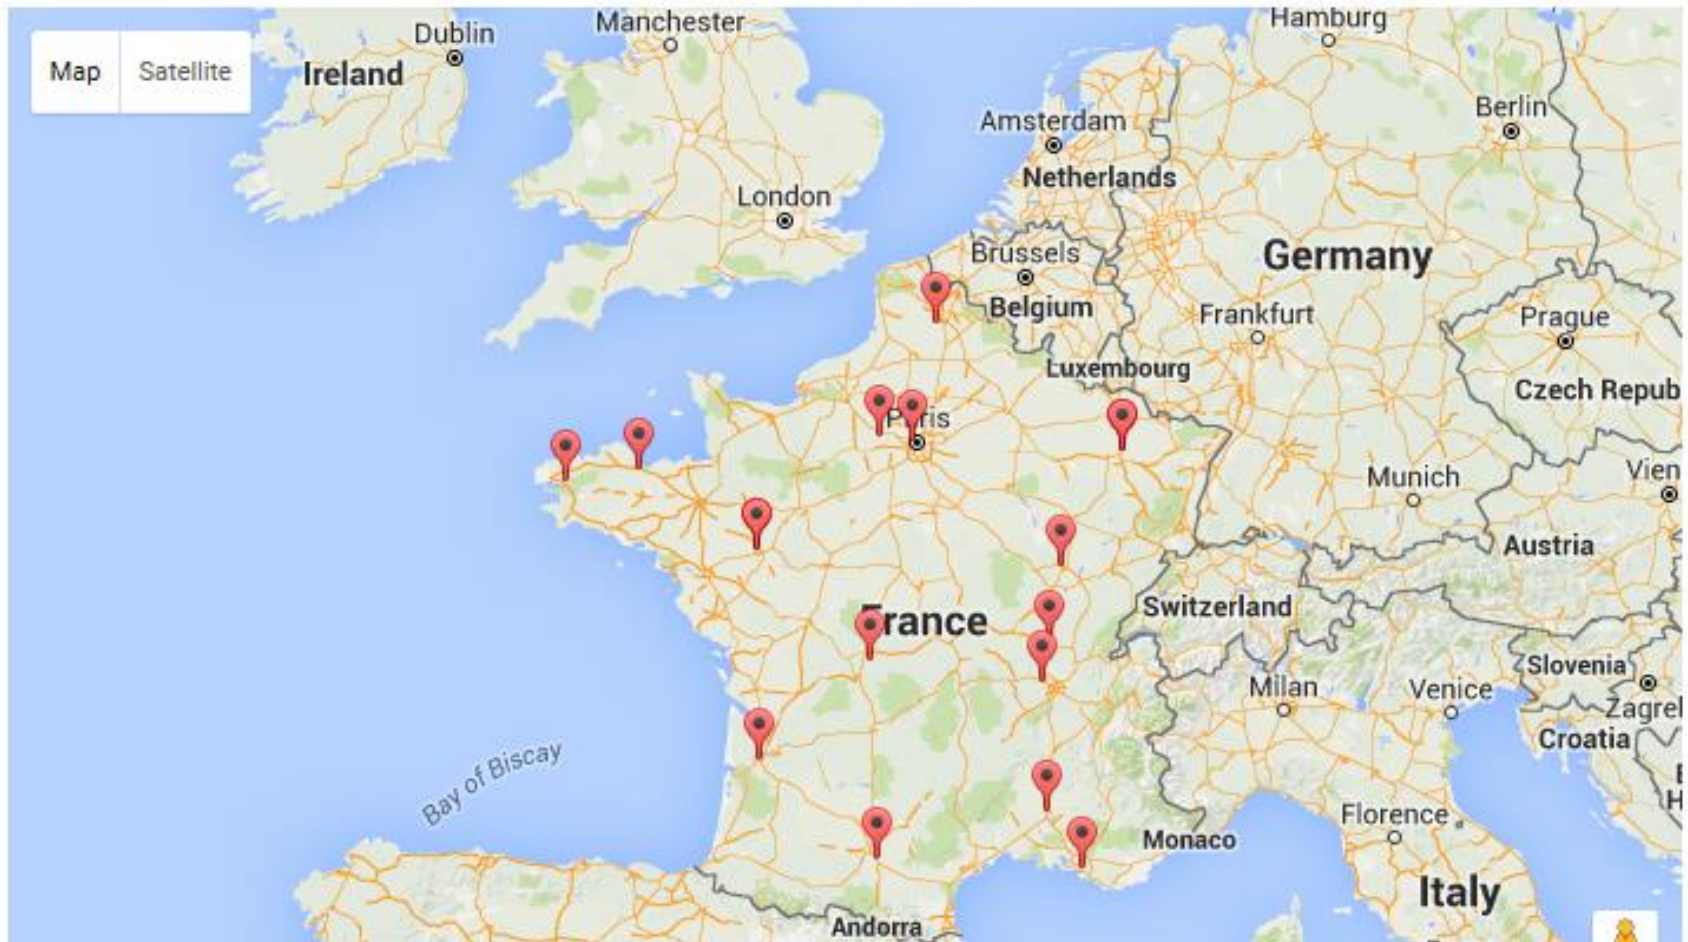 Map
Satellite
Dublin
Ireland
Manchester
Hamburg
Berlin
Amsterdam
Netherlands
London
Brussels
Belgium
Germany
Frankfurt
Prague
Luxembourg
Czech Repub
Paris
Munich
Vien
Austria
Switzerland
France
Slovenia
Milan
Venice
Zagrel
Croatia
Bay of Biscay
H
Florence
Monaco
Italy
Andorra